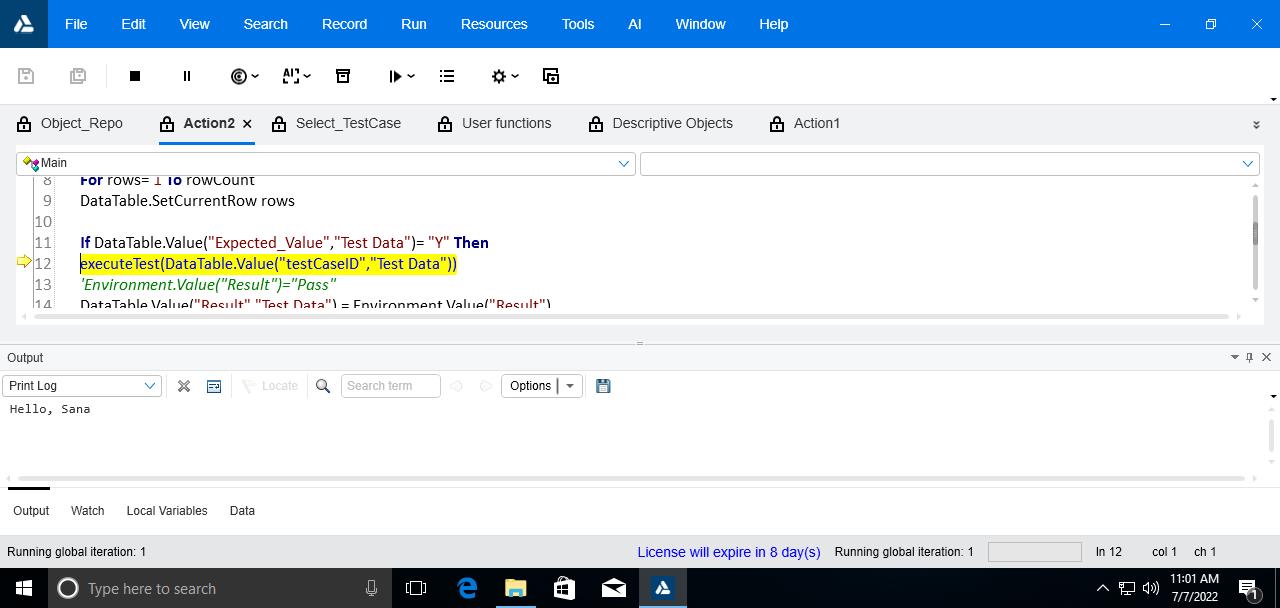 File Edit View Search Record Run Resources Tools AI Window Help
Object_Repo Action2 Select_TestCase User functions Descriptive Objects Action1
Main
8 For rows= 1 To rowCount
9 DataTable.SetCurrentRow rows
10
11 If DataTable.Value("Expected_Value","Test Data")= "Y" Then
12 executeTest(DataTable.Value("testCaseID","Test Data"))
13 'Environment.Value("Result")="Pass"
14 DataTable.Value("Result","Test Data") = Environment.Value("Result")
Output
Print Log Locate Search term Options
Hello, Sana
Output Watch Local Variables Data
Running global iteration: 1 License will expire in 8 day(s) Running global iteration: 1 ln 12 col 1 ch 1
Type here to search
11:01 AM
7/7/2022
1